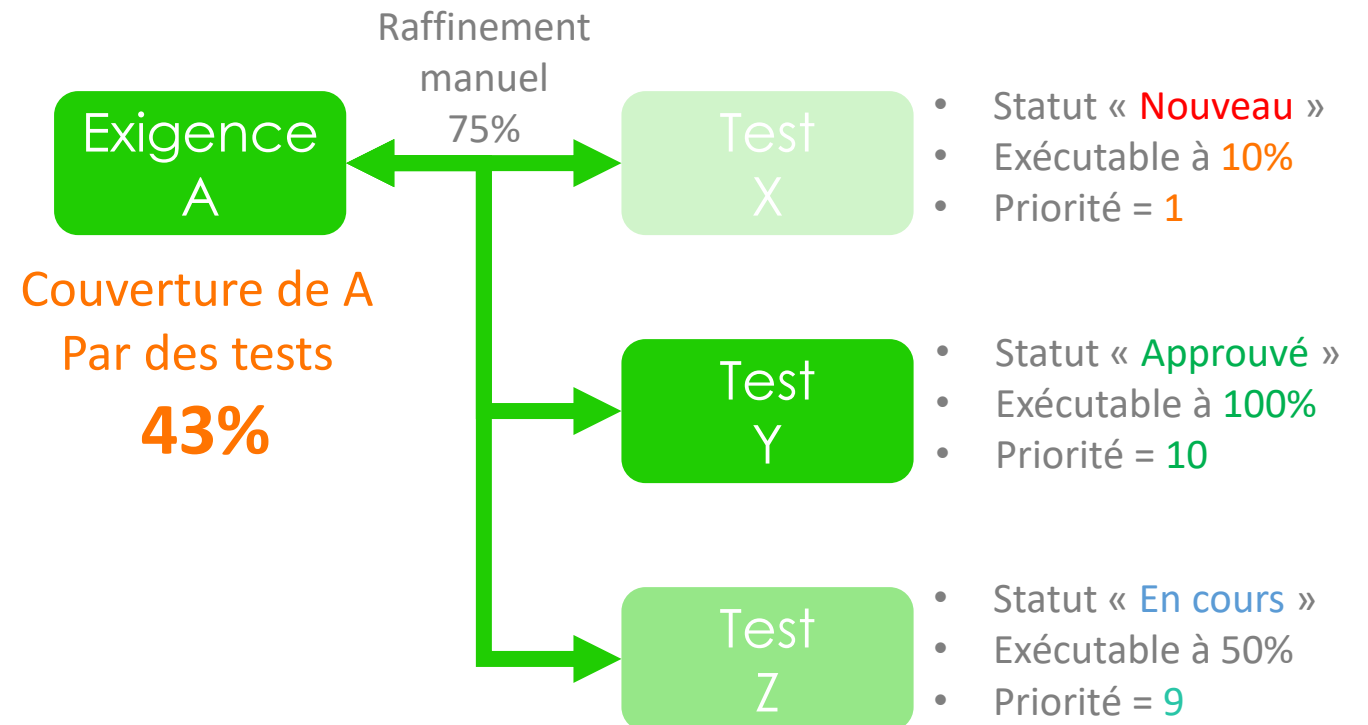 Raffinement
manuel
75%
Exigence
A
Couverture de A
Par des tests
43%
Test
X
• Statut « Nouveau »
• Exécutable à 10%
• Priorité = 1
Test
Y
• Statut « Approuvé »
• Exécutable à 100%
• Priorité = 10
Test
Z
• Statut « En cours »
• Exécutable à 50%
• Priorité = 9